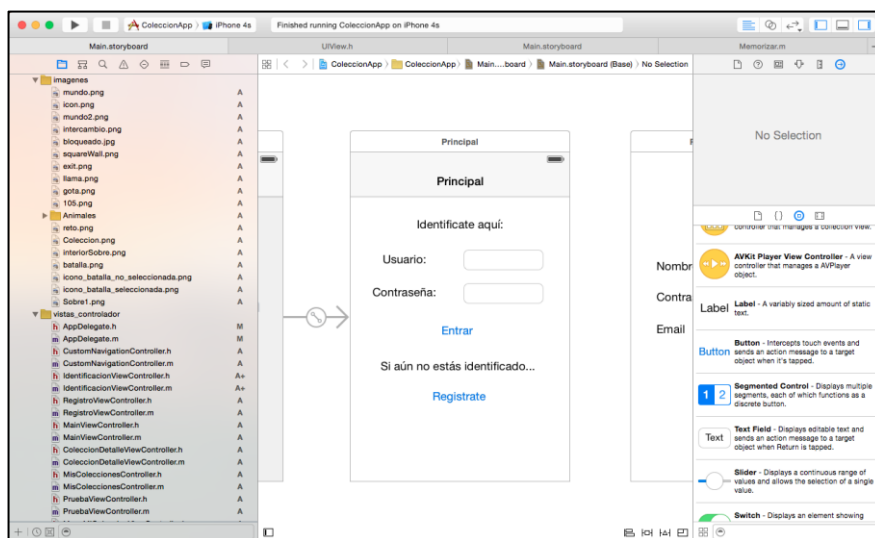 ColeccionApp
iPhone 4s
Finished running ColeccionApp on iPhone 4s
Main.storyboard
UIView.h
Main.storyboard
Memorizar.m
ColeccionApp
ColeccionApp
Main....board
Main.storyboard (Base)
No Selection
imagenes
mundo.png A
icon.png A
mundo2.png A
intercambio.png A
bloqueado.jpg A
squareWall.png A
exit.png A
llama.png A
gota.png A
105.png A
Animales A
reto.png A
Coleccion.png A
interiorSobre.png A
batalla.png A
icono_batalla_no_seleccionada.png A
icono_batalla_seleccionada.png A
Sobre1.png A
vistas_controlador
h AppDelegate.h M
m AppDelegate.m M
h CustomNavigationController.h A
m CustomNavigationController.m A
h IdentificacionViewController.h A+
m IdentificacionViewController.m A+
h RegistroViewController.h A
m RegistroViewController.m A
h MainViewController.h A
m MainViewController.m A
h ColeccionDetalleViewController.h A
m ColeccionDetalleViewController.m A
h MisColeccionesController.h A
m MisColeccionesController.m A
h PruebaViewController.h A
m PruebaViewController.m A
Principal
Principal
Identificate aquí:
Usuario:
Contraseña:
Entrar
Si aún no estás identificado...
Registrate
Nombr
Contra
Email
No Selection
controller that manages a collection view.
AVKit Player View Controller - A view
controller that manages a AVPlayer
object.
Label
Label - A variably sized amount of static
text.
Button
Button - Intercepts touch events and
sends an action message to a target
object when it's tapped.
1 2
Segmented Control - Displays multiple
segments, each of which functions as a
discrete button.
Text
Text Field - Displays editable text and
sends an action message to a target
object when Return is tapped.
Slider - Displays a continuous range of
values and allows the selection of a single
value.
Switch - Displays an element showing